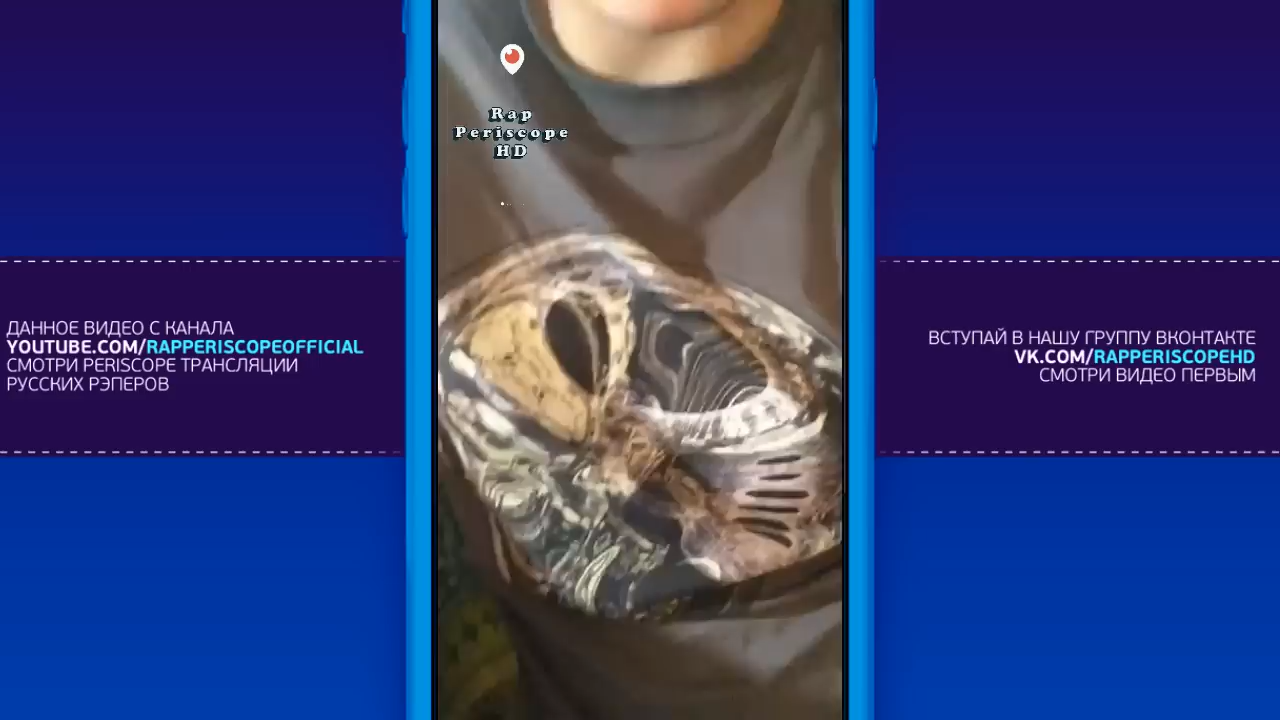 Rap
Periscope
HD
ДАННОЕ ВИДЕО С КАНАЛА
YOUTUBE.COM/RAPPERISCOPEOFFICIAL
СМОТРИ PERISCOPE ТРАНСЛЯЦИИ
РУССКИХ РЭПЕРОВ
ВСТУПАЙ В НАШУ ГРУППУ ВКОНТАКТЕ
VK.COM/RAPPERISCOPEHD
СМОТРИ ВИДЕО ПЕРВЫМ